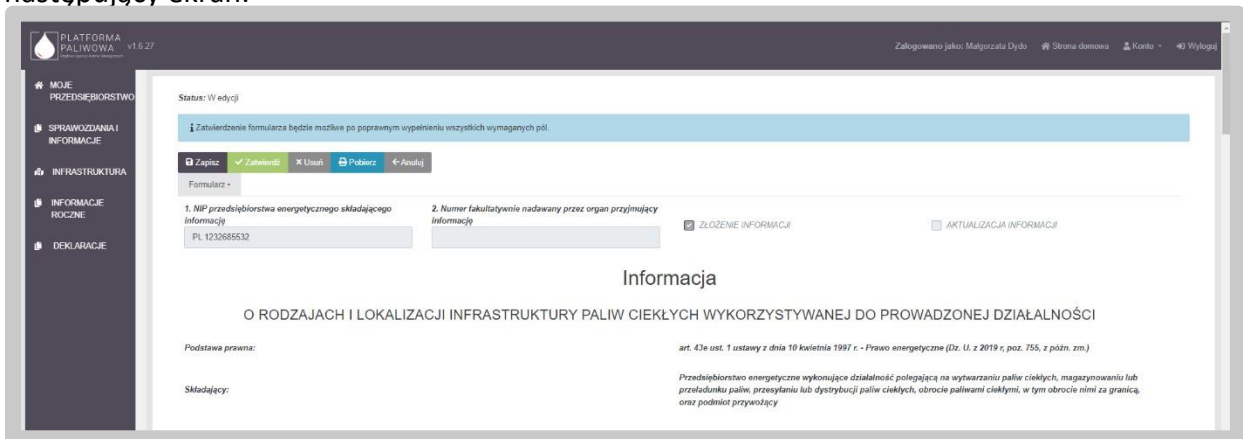 następujący ekran:
PLATFORMA
PALIWOWA v1.6.27
Zalogowano jako: Małgorzata Dydo Strona domowa Konto Wyloguj
MOJE
PRZEDSIĘBIORSTWO
SPRAWOZDANIA I
INFORMACJE
INFRASTRUKTURA
INFORMACJE
ROCZNE
DEKLARACJE
Status: W edycji
Zatwierdzenie formularza będzie możliwe po poprawnym wypełnieniu wszystkich wymaganych pól.
Zapisz Zatwierdź Usuń Pobierz Anuluj
Formularz
1. NIP przedsiębiorstwa energetycznego składającego
informację
PL 1232685532
2. Numer fakultatywnie nadawany przez organ przyjmujący
informację
ZŁOŻENIE INFORMACJI
AKTUALIZACJA INFORMACJI
Informacja
O RODZAJACH I LOKALIZACJI INFRASTRUKTURY PALIW CIEKŁYCH WYKORZYSTYWANEJ DO PROWADZONEJ DZIAŁALNOŚCI
Podstawa prawna:
art. 43e ust. 1 ustawy z dnia 10 kwietnia 1997 r. - Prawo energetyczne (Dz. U. z 2019 r, poz. 755, z późn. zm.)
Składający:
Przedsiębiorstwo energetyczne wykonujące działalność polegającą na wytwarzaniu paliw ciekłych, magazynowaniu lub
przeładunku paliw, przesyłaniu lub dystrybucji paliw ciekłych, obrocie paliwami ciekłymi, w tym obrocie nimi za granicą,
oraz podmiot przywożący